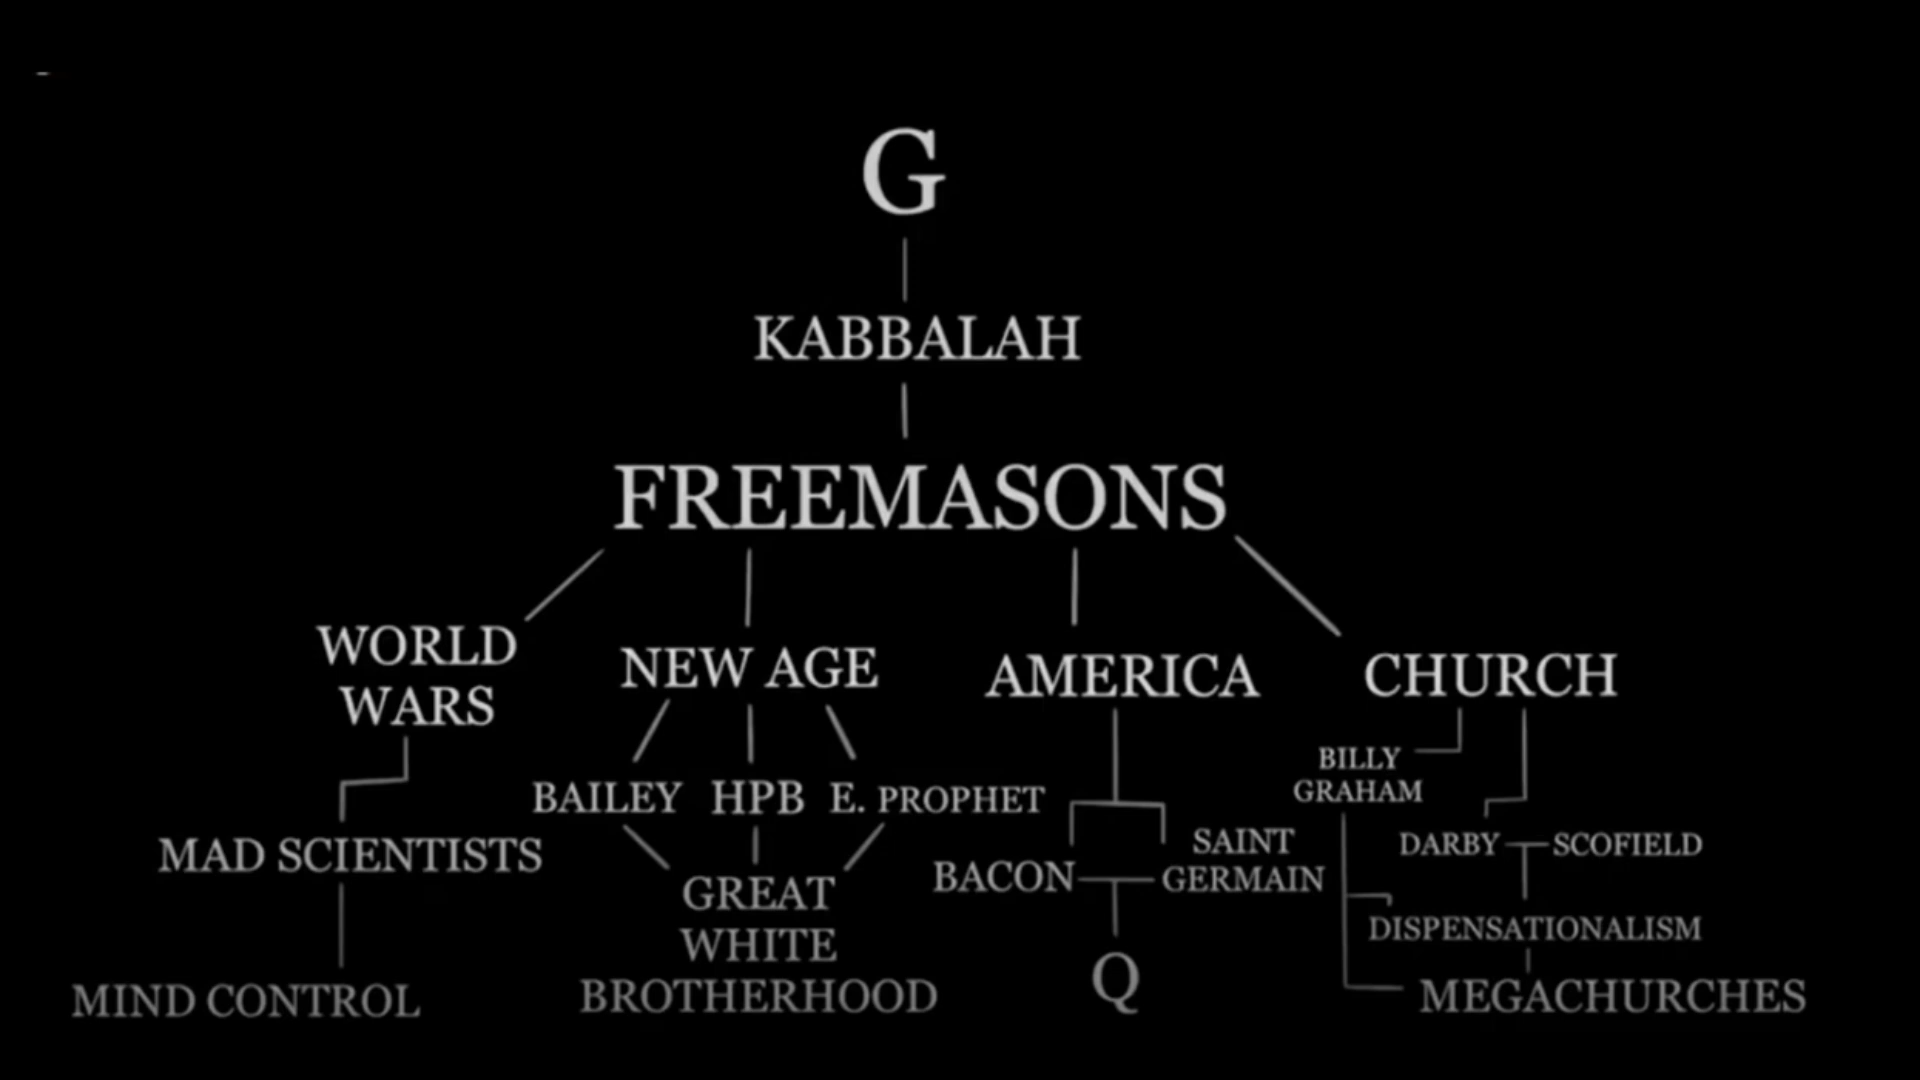 G
KABBALAH
FREEMASONS
WORLD
WARS
NEW AGE
AMERICA
CHURCH
BILLY
GRAHAM
BAILEY HPB E. PROPHET
MAD SCIENTISTS
GREAT
WHITE
BROTHERHOOD
BACON
SAINT
GERMAIN
DARBY SCOFIELD
DISPENSATIONALISM
MIND CONTROL
Q
MEGACHURCHES